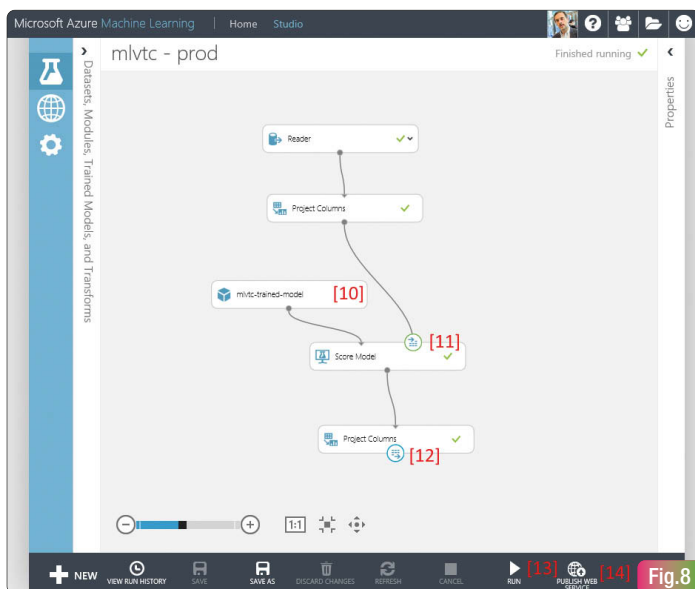 Microsoft Azure Machine Learning | Home Studio
mlvtc - prod
Finished running
Datasets, Modules, Trained Models, and Transforms
Properties
Reader
Project Columns
mlvtc-trained-model [10]
[11]
Score Model
Project Columns
[12]
1:1
NEW
VIEW RUN HISTORY
SAVE
SAVE AS
DISCARD CHANGES
REFRESH
CANCEL
RUN [13]
PUBLISH WEB
SERVICE
[14]
Fig.8